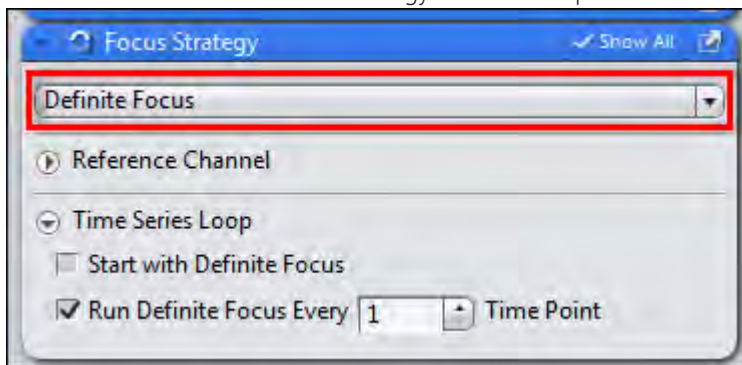 Focus Strategy Show All
Definite Focus
Reference Channel
Time Series Loop
Start with Definite Focus
Run Definite Focus Every 1 Time Point